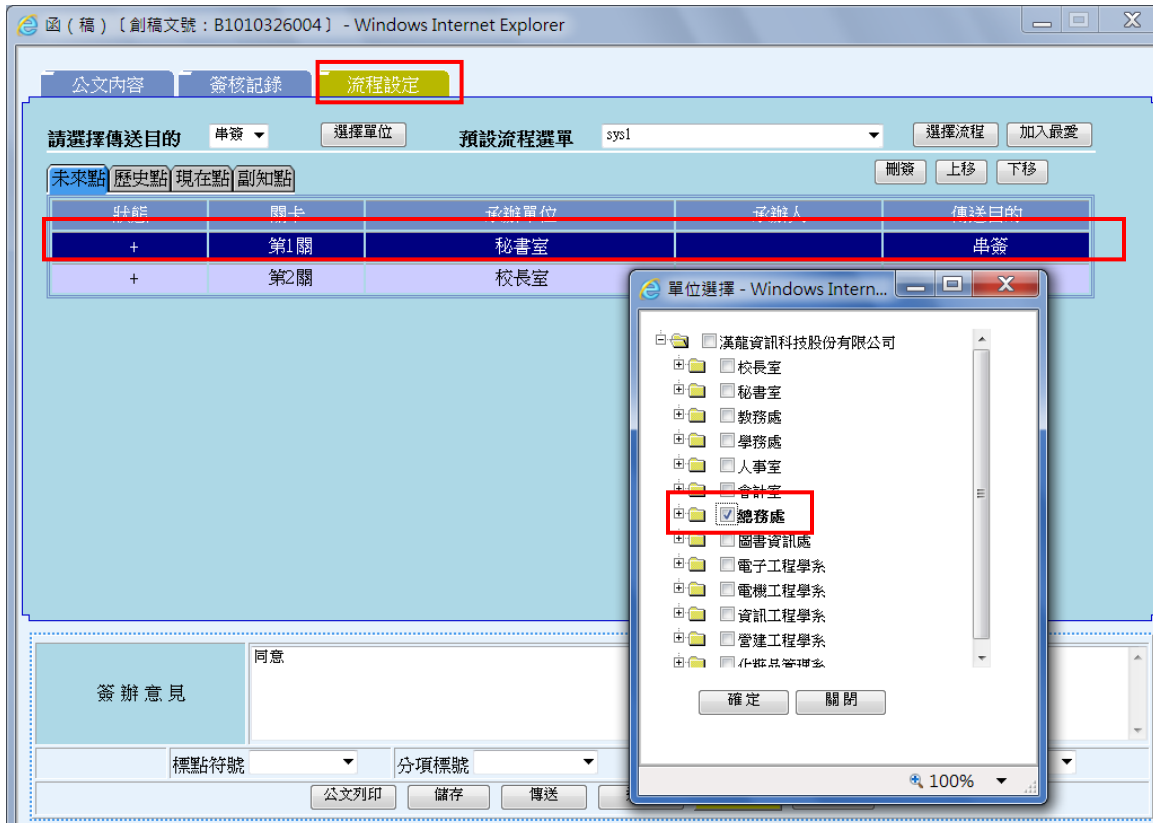 函(稿)〔創稿文號:B1010326004〕 - Windows Internet Explorer
公文內容 簽核記錄 流程設定
請選擇傳送目的 串簽 選擇單位 預設流程選單 sys1 選擇流程 加入最愛
未來點 歷史點 現在點 副知點 刪簽 上移 下移
狀態 關卡 承辦單位 承辦人 傳送目的
+ 第1關 秘書室 串簽
+ 第2關 校長室
單位選擇 - Windows Intern...
漢龍資訊科技股份有限公司
校長室
秘書室
教務處
學務處
人事室
會計室
總務處
圖書資訊處
電子工程學系
電機工程學系
資訊工程學系
營建工程學系
化粧品管理系
確定 關閉
100%
簽辦意見 同意
標點符號 分項標號
公文列印 儲存 傳送